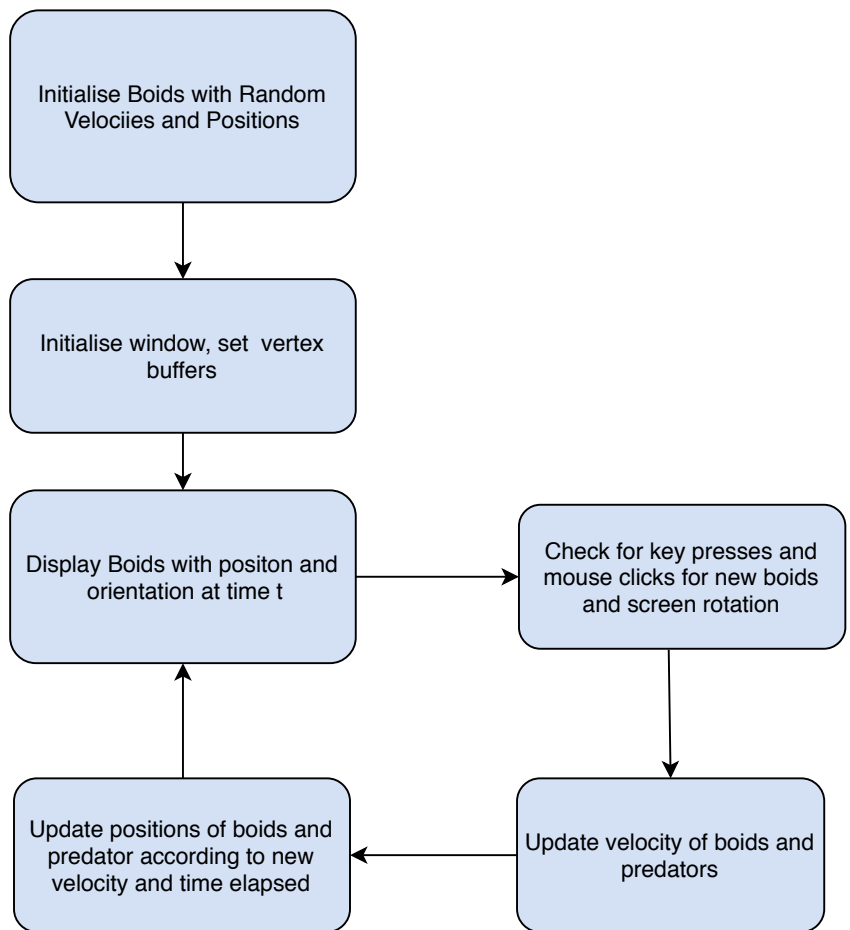 Initialise Boids with Random
Velociies and Positions
Initialise window, set  vertex
buffers
Display Boids with positon and
orientation at time t
Check for key presses and
mouse clicks for new boids
and screen rotation
Update velocity of boids and
predators
Update positions of boids and
predator according to new
velocity and time elapsed